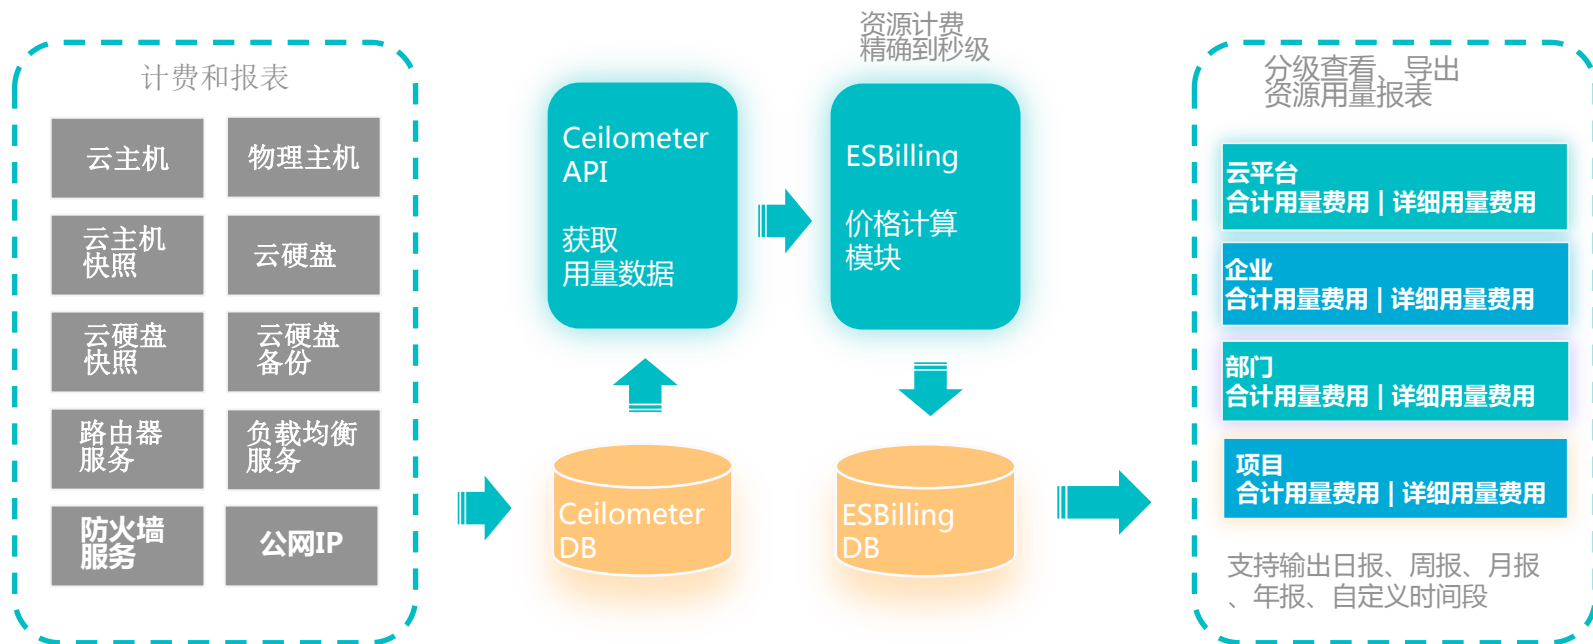 计费和报表
云主机
物理主机
云主机
快照
云硬盘
云硬盘
快照
云硬盘
备份
路由器
服务
负载均衡
服务
防火墙
服务
公网IP
Ceilometer
API
获取
用量数据
Ceilometer
DB
资源计费
精确到秒级
ESBilling
价格计算
模块
ESBilling
DB
分级查看、导出
资源用量报表
云平台
合计用量费用 | 详细用量费用
企业
合计用量费用 | 详细用量费用
部门
合计用量费用 | 详细用量费用
项目
合计用量费用 | 详细用量费用
支持输出日报、周报、月报
、年报、自定义时间段